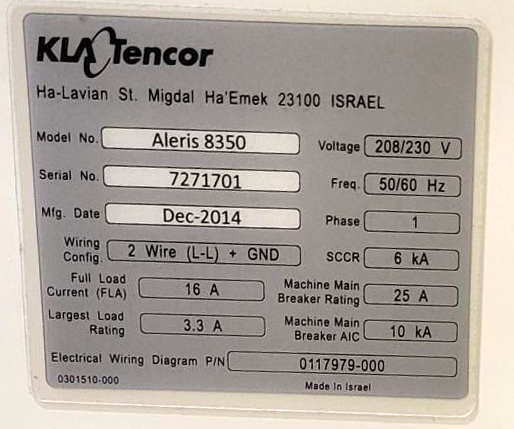 KLA Tencor
Ha-Lavian St. Migdal Ha'Emek 23100 ISRAEL
Model No. Aleris 8350 Voltage 208/230 V
Serial No. 7271701 Freq. 50/60 Hz
Mfg. Date Dec-2014 Phase 1
Wiring Config. 2 Wire (L-L) + GND SCCR 6 kA
Full Load Current (FLA) 16 A Machine Main Breaker Rating 25 A
Largest Load Rating 3.3 A Machine Main Breaker AIC 10 kA
Electrical Wiring Diagram P/N 0117979-000
0301510-000 Made in Israel